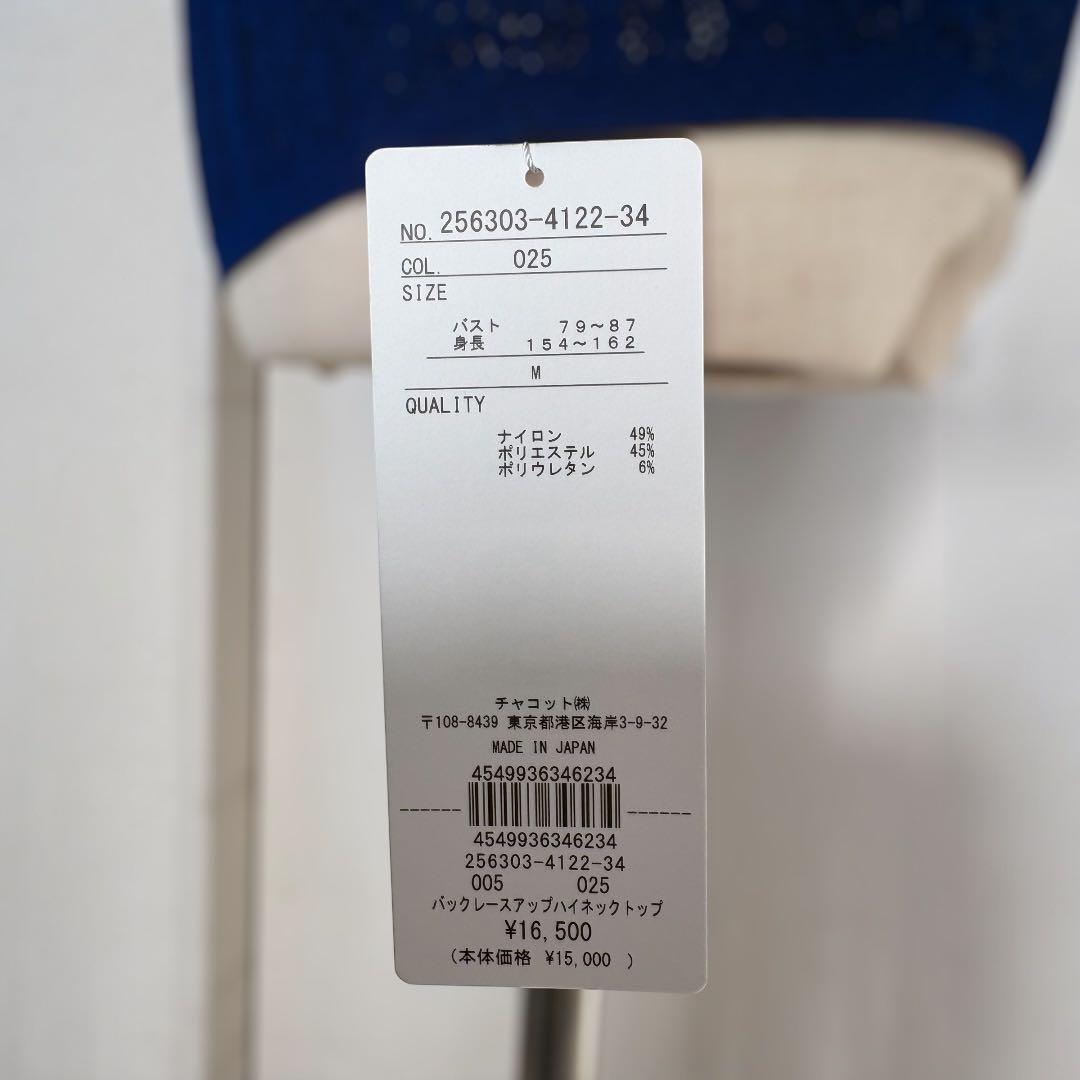 NO. 256303-4122-34
COL. 025
SIZE
バスト 79～87
身長 154～162
M
QUALITY
ナイロン 49%
ポリエステル 45%
ポリウレタン 6%
チャコット㈱
〒108-8439 東京都港区海岸3-9-32
MADE IN JAPAN
4549936346234
4549936346234
256303-4122-34
005 025
バックレースアップハイネックトップ
¥16,500
(本体価格 ¥15,000 )